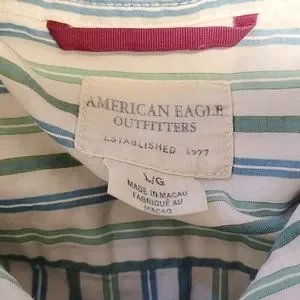 AMERICAN EAGLE
OUTFITTERS
ESTABLISHED 1977
L/G
MADE IN MACAU
FABRIQUÉ AU
MACAO